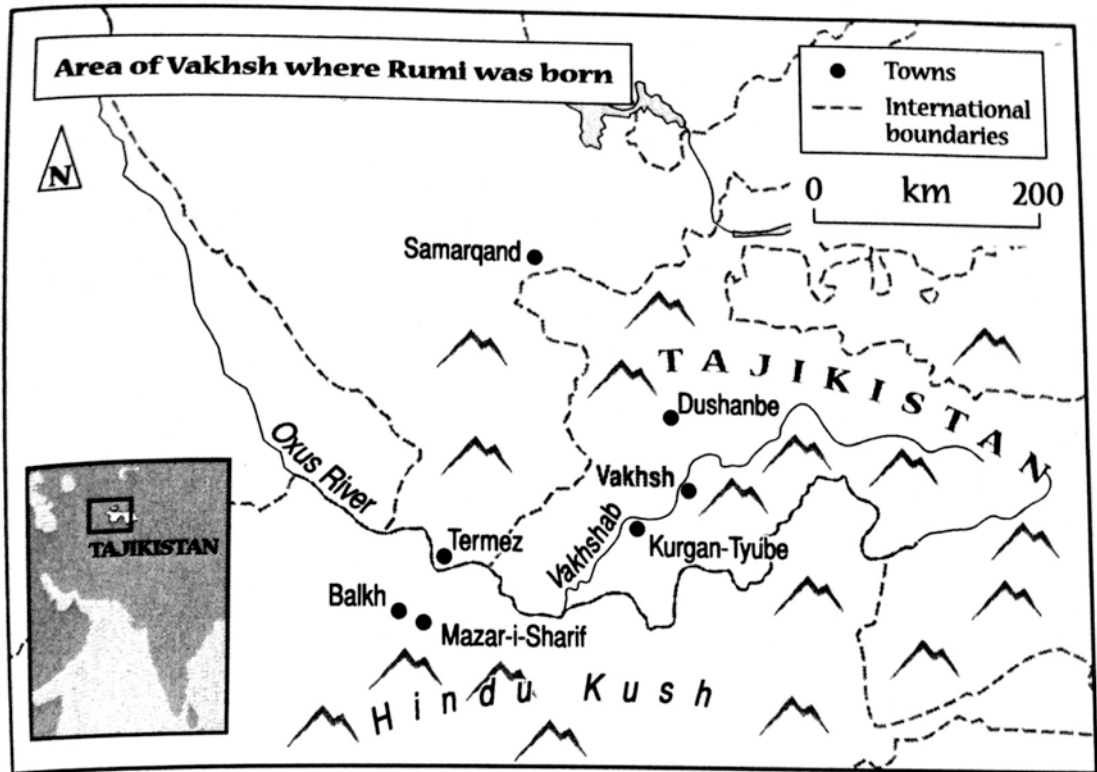 Area of Vakhsh where Rumi was born
Towns
International
boundaries
N
0 km 200
Samarqand
TAJIKISTAN
Dushanbe
Oxus River
Vakhsh
Vakhshab
Kurgan-Tyube
Termez
TAJIKISTAN
Balkh
Mazar-i-Sharif
Hindu Kush